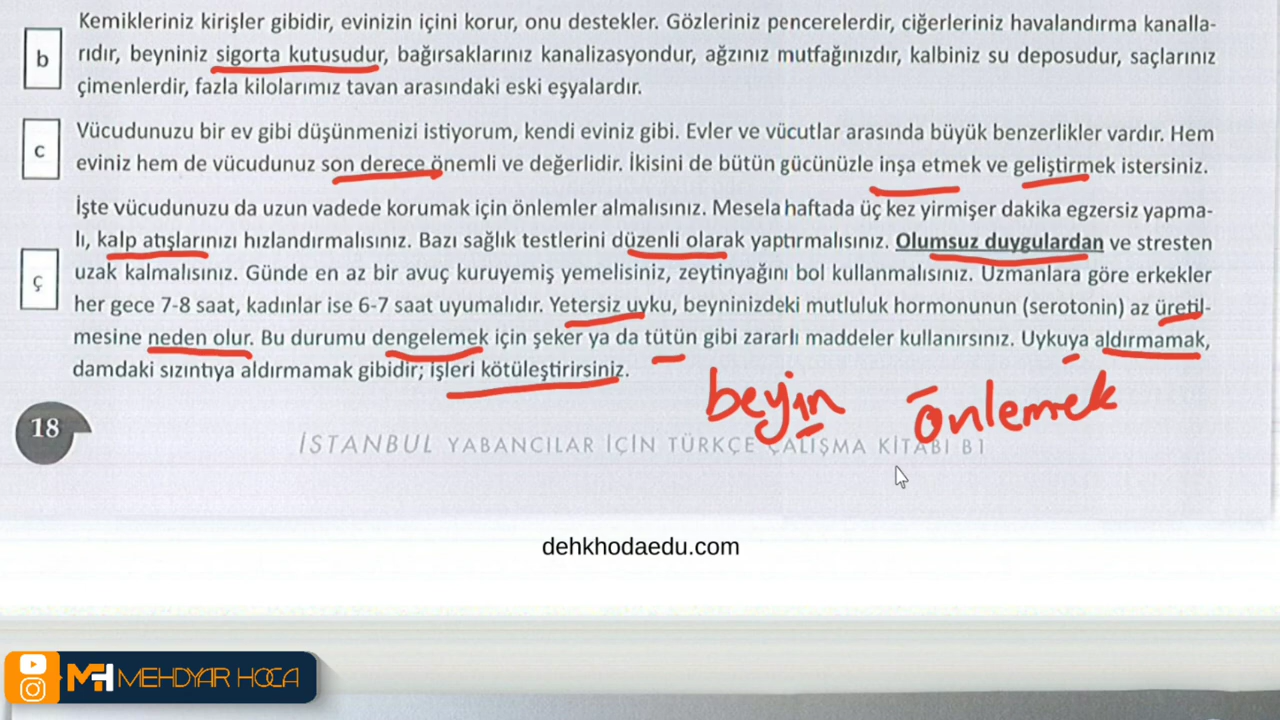 Kemikleriniz kirişler gibidir, evinizin içini korur, onu destekler. Gözleriniz pencerelerdir, ciğerleriniz havalandırma kanalla-
b
rıdır, beyniniz sigorta kutusudur, bağırsaklarınız kanalizasyondur, ağzınız mutfağınızdır, kalbiniz su deposudur, saçlarınız
çimenlerdir, fazla kilolarımız tavan arasındaki eski eşyalardır.
Vücudunuzu bir ev gibi düşünmenizi istiyorum, kendi eviniz gibi. Evler ve vücutlar arasında büyük benzerlikler vardır. Hem
c
eviniz hem de vücudunuz son derece önemli ve değerlidir. İkisini de bütün gücünüzle inşa etmek ve geliştirmek istersiniz.
İşte vücudunuzu da uzun vadede korumak için önlemler almalısınız. Mesela haftada üç kez yirmişer dakika egzersiz yapma-
lı, kalp atışlarınızı hızlandırmalısınız. Bazı sağlık testlerini düzenli olarak yaptırmalısınız. Olumsuz duygulardan ve stresten
ç
uzak kalmalısınız. Günde en az bir avuç kuruyemiş yemelisiniz, zeytinyağını bol kullanmalısınız. Uzmanlara göre erkekler
her gece 7-8 saat, kadınlar ise 6-7 saat uyumalıdır. Yetersiz uyku, beyninizdeki mutluluk hormonunun (serotonin) az üretil-
mesine neden olur. Bu durumu dengelemek için şeker ya da tütün gibi zararlı maddeler kullanırsınız. Uykuya aldırmamak,
damdaki sızıntıya aldırmamak gibidir; işleri kötüleştirirsiniz.
beyin önlemek
18
İSTANBUL YABANCILAR İÇİN TÜRKÇE ÇALIŞMA KİTABI B1
dehkhodaedu.com
MH MEHDYAR HOCA